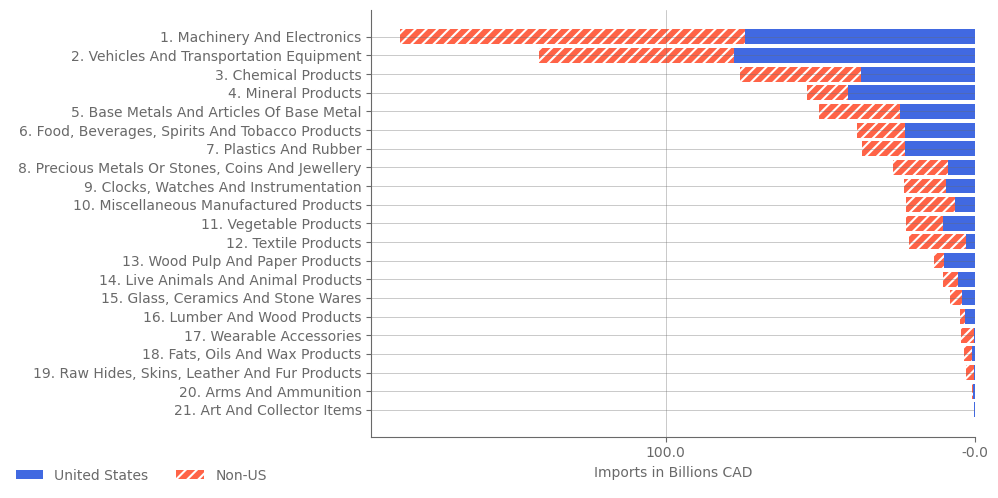 1. Machinery And Electronics
2. Vehicles And Transportation Equipment
3. Chemical Products
4. Mineral Products
5. Base Metals And Articles Of Base Metal
6. Food, Beverages, Spirits And Tobacco Products
7. Plastics And Rubber
8. Precious Metals Or Stones, Coins And Jewellery
9. Clocks, Watches And Instrumentation
10. Miscellaneous Manufactured Products
11. Vegetable Products
12. Textile Products
13. Wood Pulp And Paper Products
14. Live Animals And Animal Products
15. Glass, Ceramics And Stone Wares
16. Lumber And Wood Products
17. Wearable Accessories
18. Fats, Oils And Wax Products
19. Raw Hides, Skins, Leather And Fur Products
20. Arms And Ammunition
21. Art And Collector Items
100.0 -0.0
Imports in Billions CAD
United States Non-US